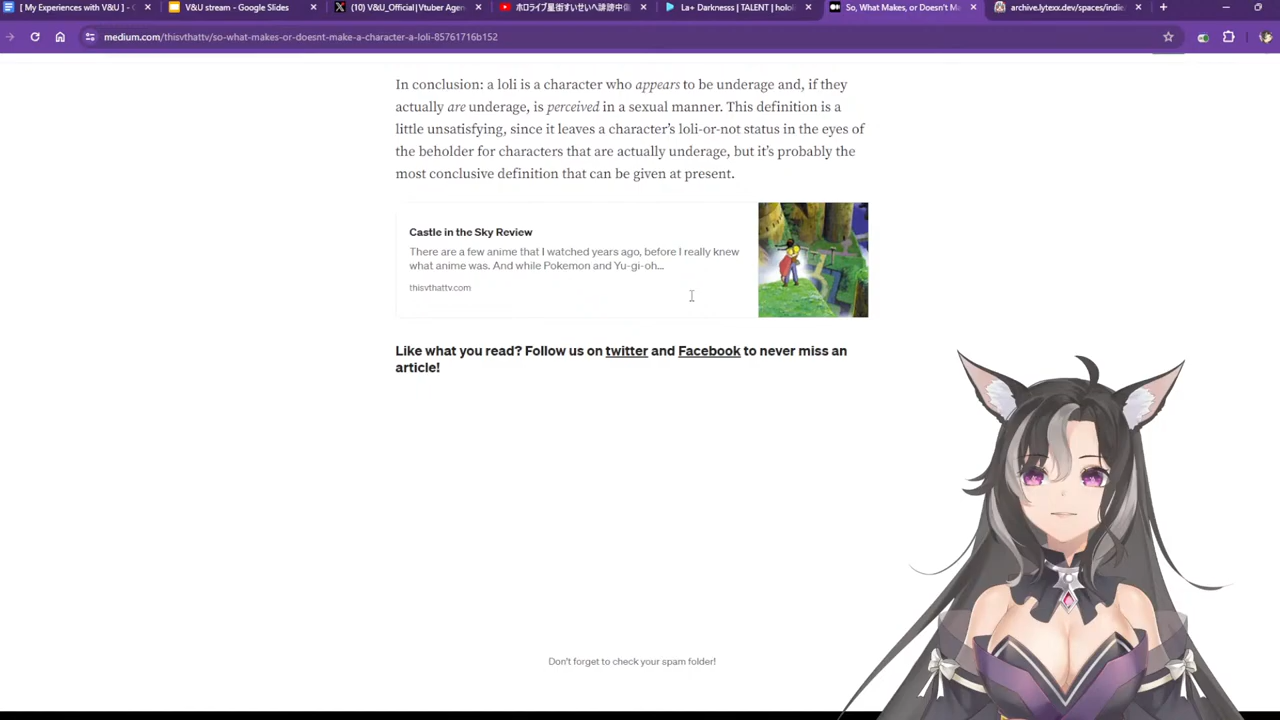 [ My Experiences with V&U ] - G
V&U stream - Google Slides
(10) V&U_Official|Vtuber Agen
ホロライブ星街すいせいへ誹謗中傷
La+ Darknesss | TALENT | holol
So, What Makes, or Doesn't Ma
archive.lytexx.dev/spaces/indie
medium.com/thisvthattv/so-what-makes-or-doesnt-make-a-character-a-loli-85761716b152
In conclusion: a loli is a character who appears to be underage and, if they
actually are underage, is perceived in a sexual manner. This definition is a
little unsatisfying, since it leaves a character's loli-or-not status in the eyes of
the beholder for characters that are actually underage, but it's probably the
most conclusive definition that can be given at present.
Castle in the Sky Review
There are a few anime that I watched years ago, before I really knew
what anime was. And while Pokemon and Yu-gi-oh...
thisvthattv.com
Like what you read? Follow us on twitter and Facebook to never miss an
article!
Don't forget to check your spam folder!